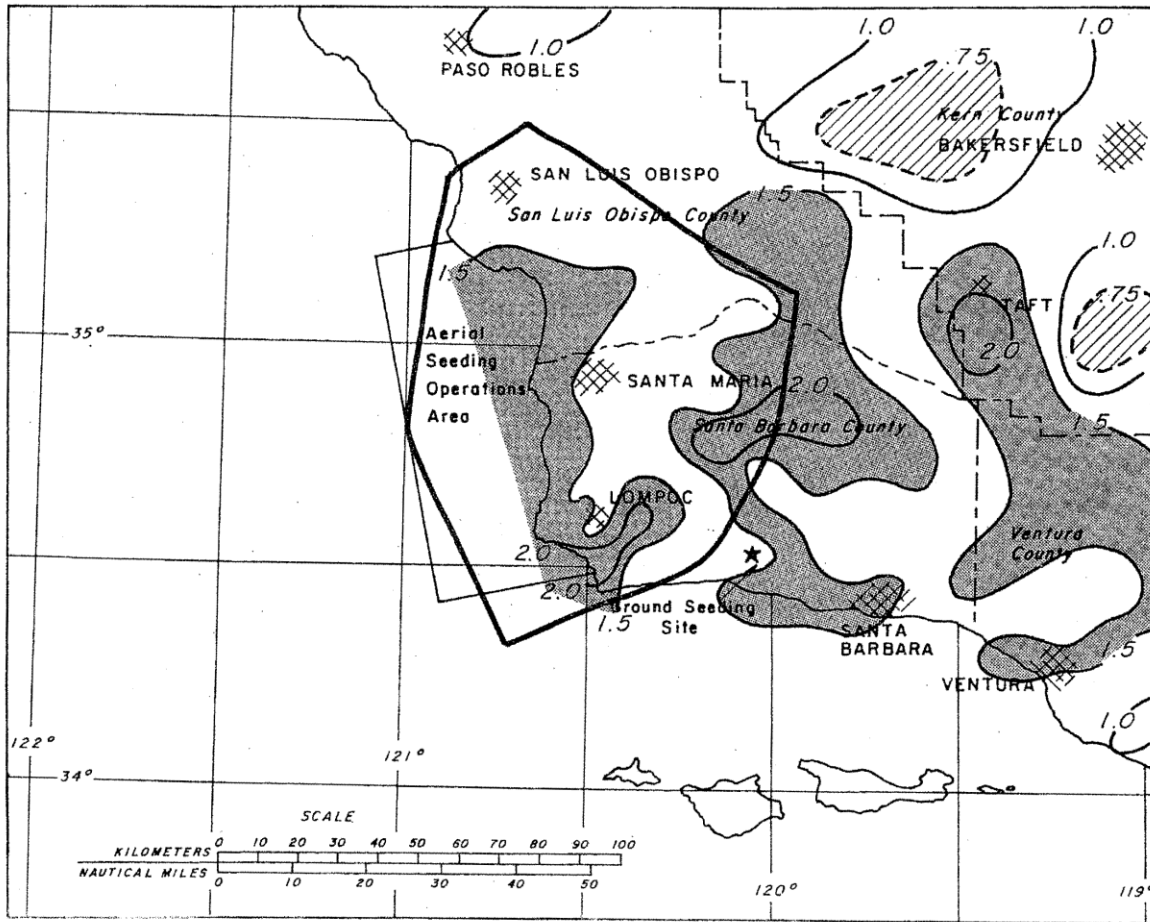 1.0
1.0
1.0
PASO ROBLES
.75
Kern County
BAKERSFIELD
SAN LUIS OBISPO
San Luis Obispo County
1.5
1.0
1.5
.75
TAFT
35°
Aerial
Seeding
Operations
Area
2.0
SANTA MARIA
2.0
1.5
Santa Barbara County
LOMPOC
2.0
Ventura
County
2.0
1.5
Ground Seeding
Site
SANTA
BARBARA
1.5
VENTURA
1.0
122°
121°
34°
SCALE
KILOMETERS 0 10 20 30 40 50 60 70 80 90 100
NAUTICAL MILES 0 10 20 30 40 50
120°
119°